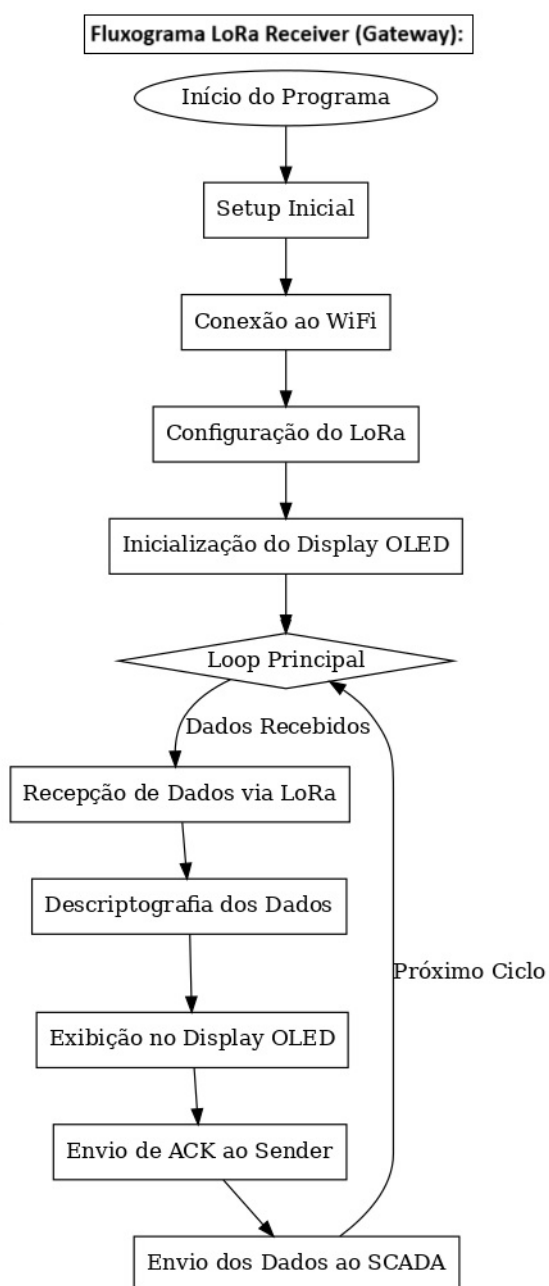 Fluxograma LoRa Receiver (Gateway):
Início do Programa
Setup Inicial
Conexão ao WiFi
Configuração do LoRa
Inicialização do Display OLED
Loop Principal
Dados Recebidos
Recepção de Dados via LoRa
Descriptografia dos Dados
Próximo Ciclo
Exibição no Display OLED
Envio de ACK ao Sender
Envio dos Dados ao SCADA